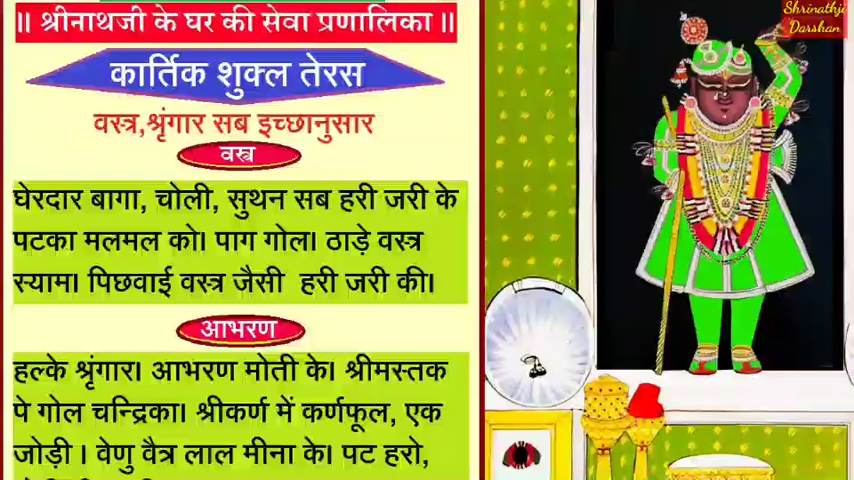 ॥ श्रीनाथजी के घर की सेवा प्रणालिका ॥
कार्तिक शुक्ल तेरस
वस्त्र,श्रृंगार सब इच्छानुसार
वस्त्र
घेरदार बागा, चोली, सुथन सब हरी जरी के
पटका मलमल को। पाग गोल। ठाड़े वस्त्र
स्याम। पिछवाई वस्त्र जैसी हरी जरी की।
आभरण
हल्के श्रृंगार। आभरण मोती के। श्रीमस्तक
पे गोल चन्द्रिका। श्रीकर्ण में कर्णफूल, एक
जोड़ी । वेणु वैत्र लाल मीना के। पट हरो,
Shrinathji
Darshan